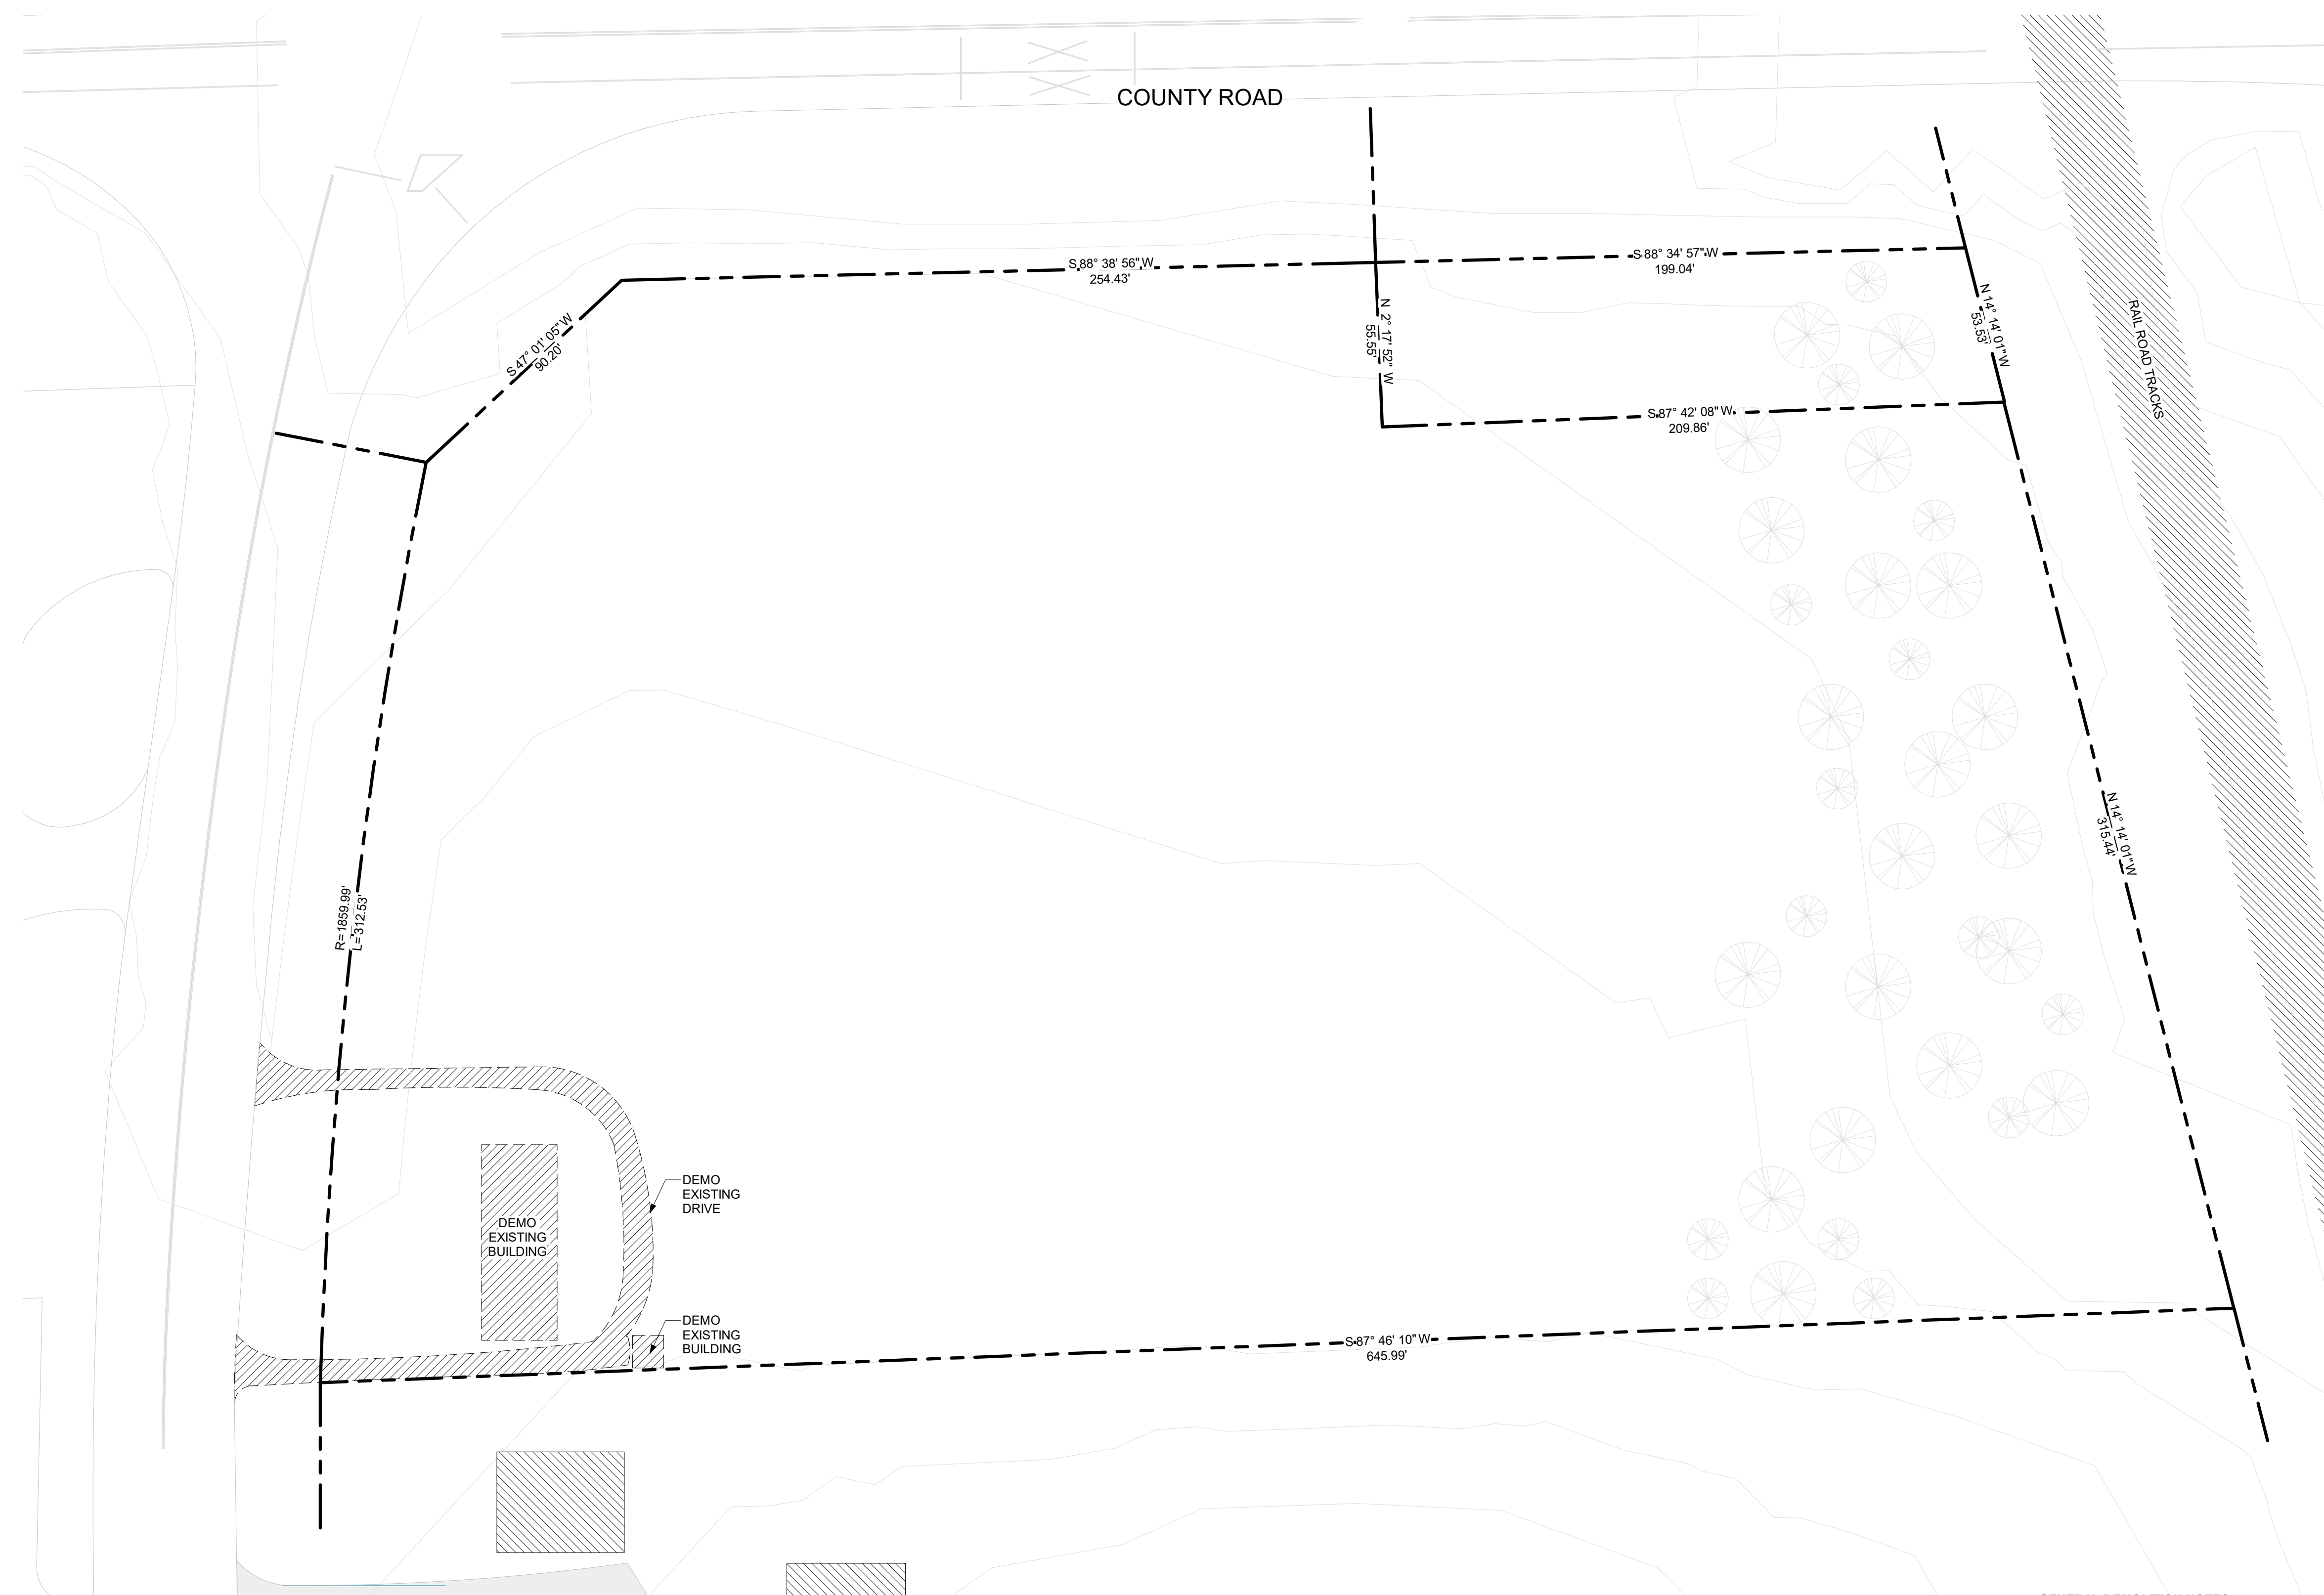 COUNTY ROAD
S 88° 38' 56" W
254.43'
S 88° 34' 57" W
199.04'
S 47° 01' 05" W
90.20'
N 2° 17' 52" W
55.55'
N 14° 14' 01" W
53.53'
RAIL ROAD TRACKS
S 87° 42' 08" W
209.86'
N 14° 14' 01" W
315.44'
R=1859.99'
L=312.53'
DEMO
EXISTING
DRIVE
DEMO
EXISTING
BUILDING
DEMO
EXISTING
BUILDING
S 87° 46' 10" W
645.99'